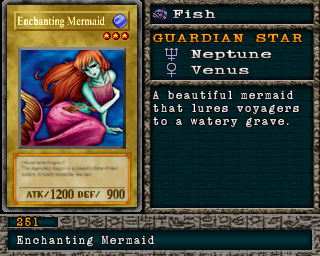 Enchanting Mermaid
ATK/1200 DEF/ 900
Fish
GUARDIAN STAR
Neptune
Venus
A beautiful mermaid
that lures voyagers
to a watery grave.
251
Enchanting Mermaid